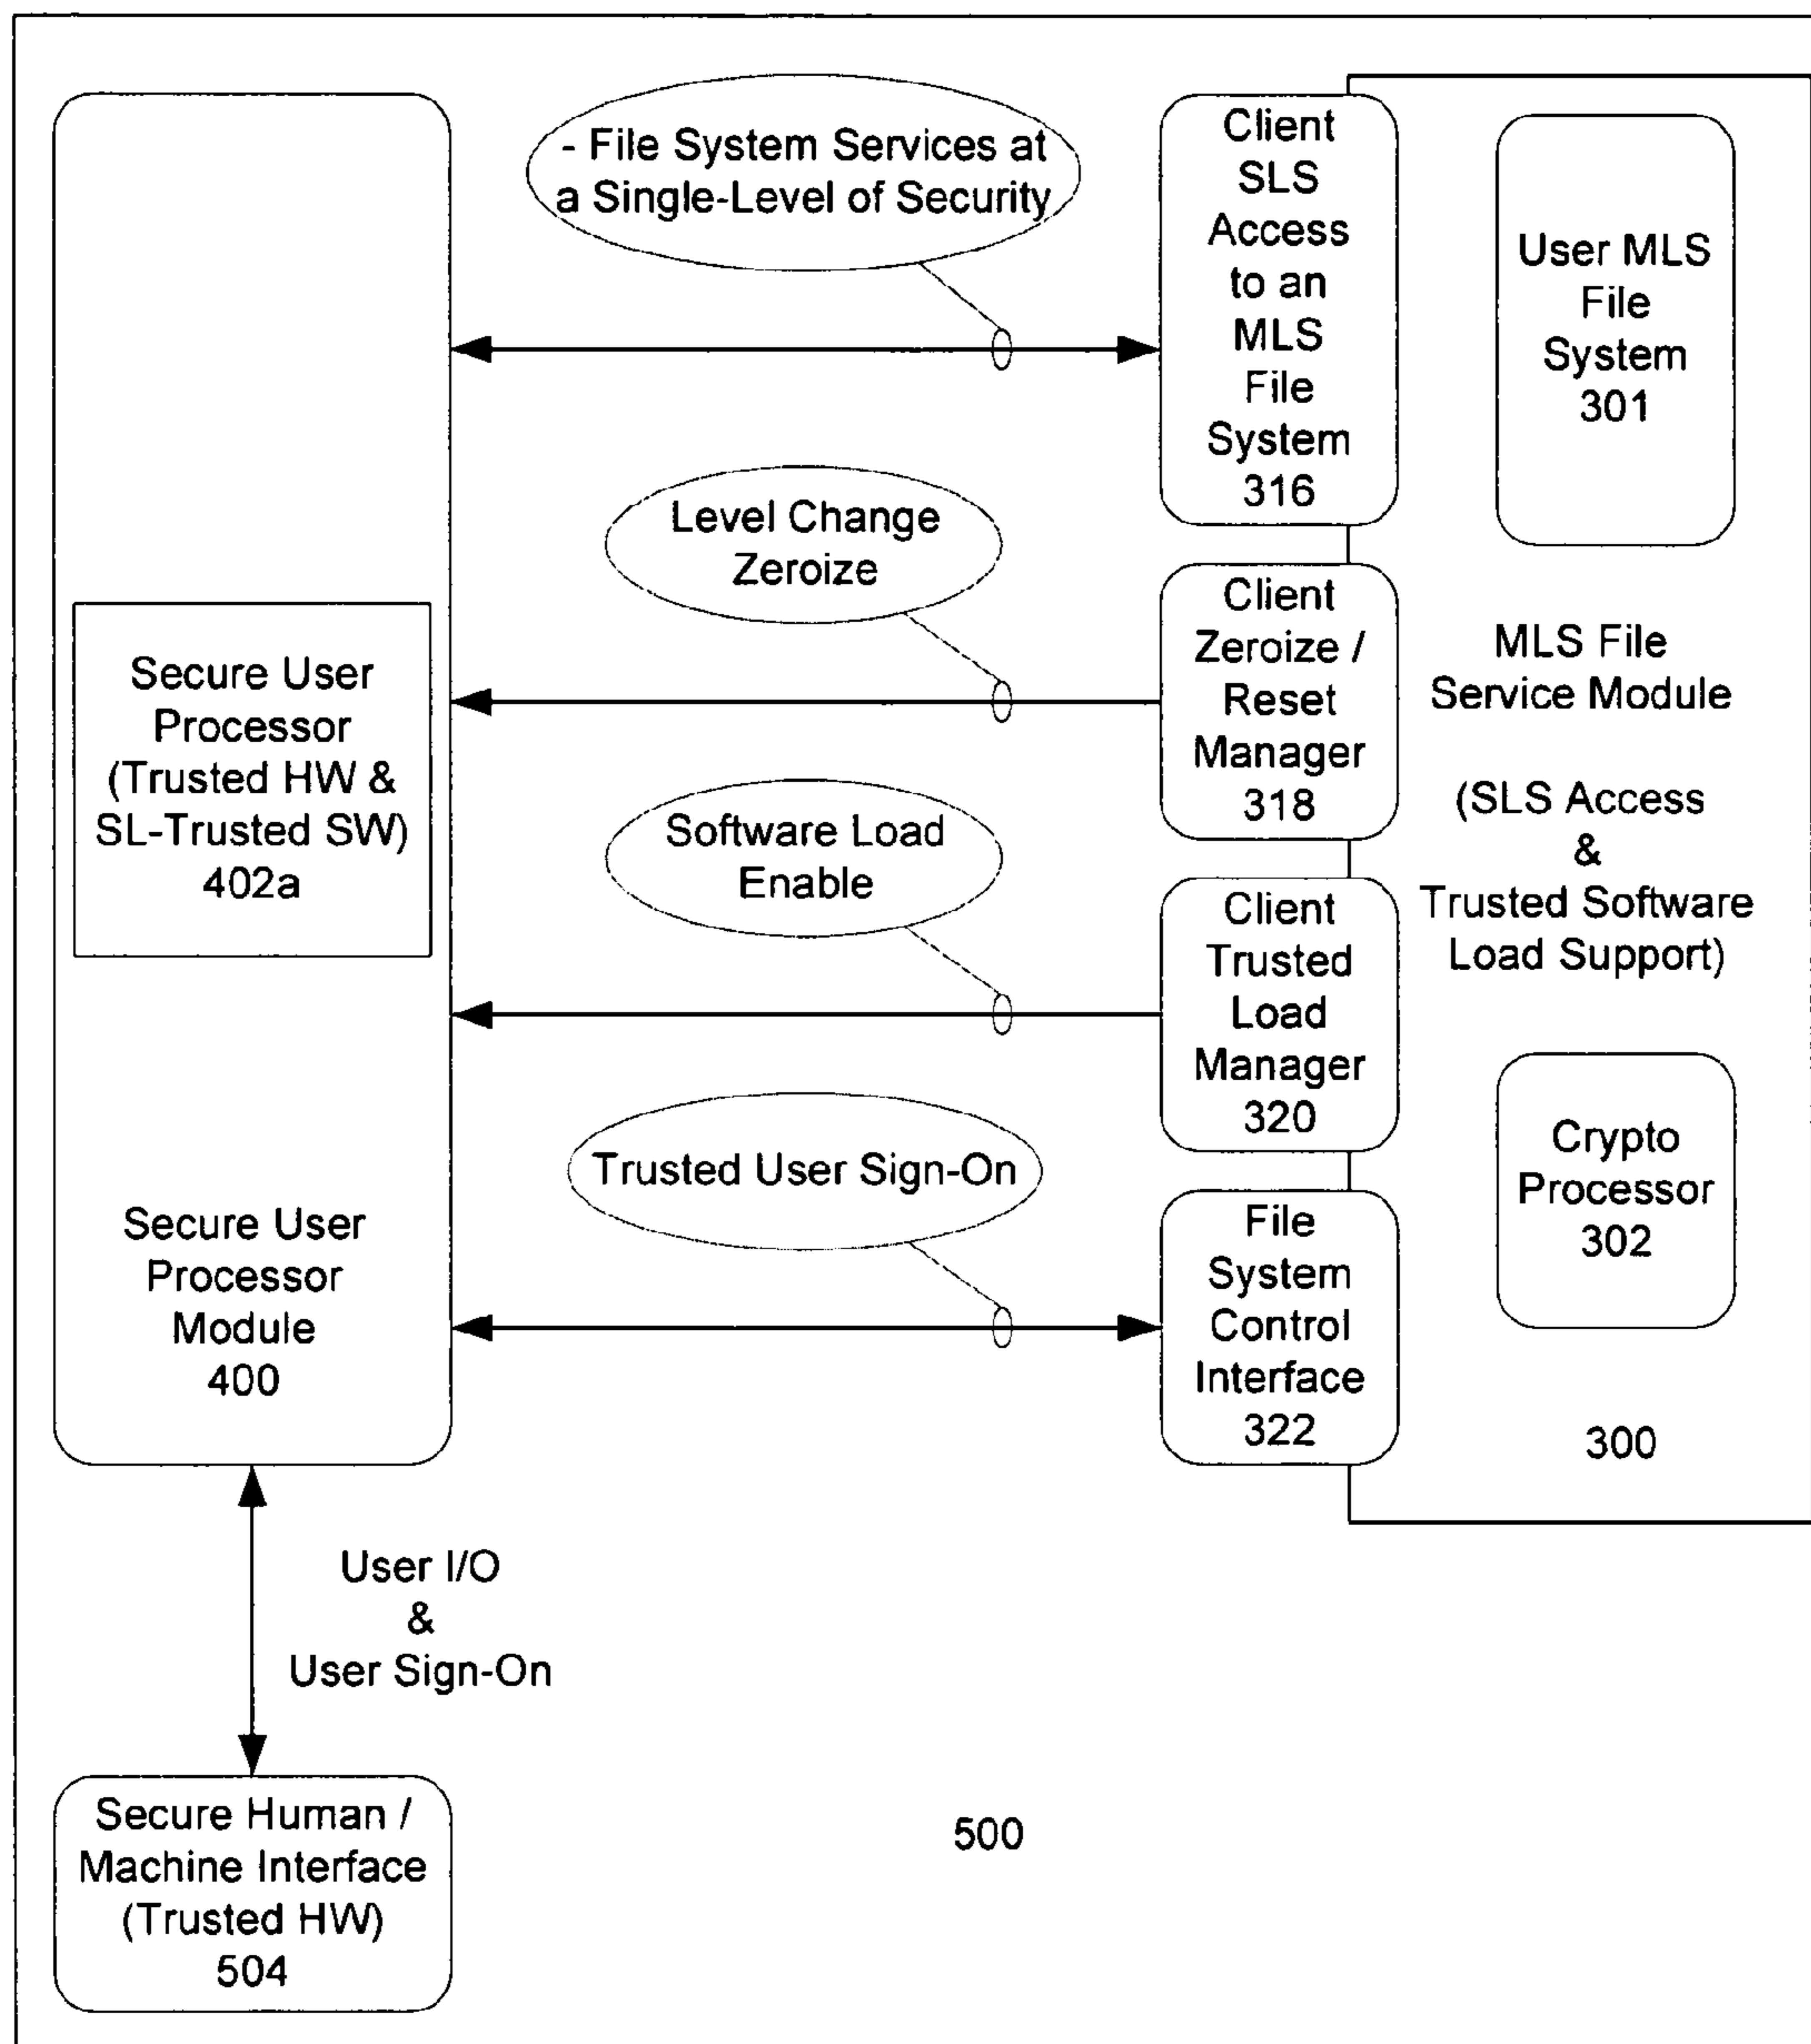 - File System Services at
a Single-Level of Security
Client
SLS
Access
to an
MLS
File
System
316
User MLS
File
System
301
Level Change
Zeroize
Client
Zeroize /
Reset
Manager
318
MLS File
Service Module
(SLS Access
&
Trusted Software
Load Support)
Secure User
Processor
(Trusted HW &
SL-Trusted SW)
402a
Software Load
Enable
Client
Trusted
Load
Manager
320
Crypto
Processor
302
Trusted User Sign-On
File
System
Control
Interface
322
300
Secure User
Processor
Module
400
User I/O
&
User Sign-On
Secure Human /
Machine Interface
(Trusted HW)
504
500